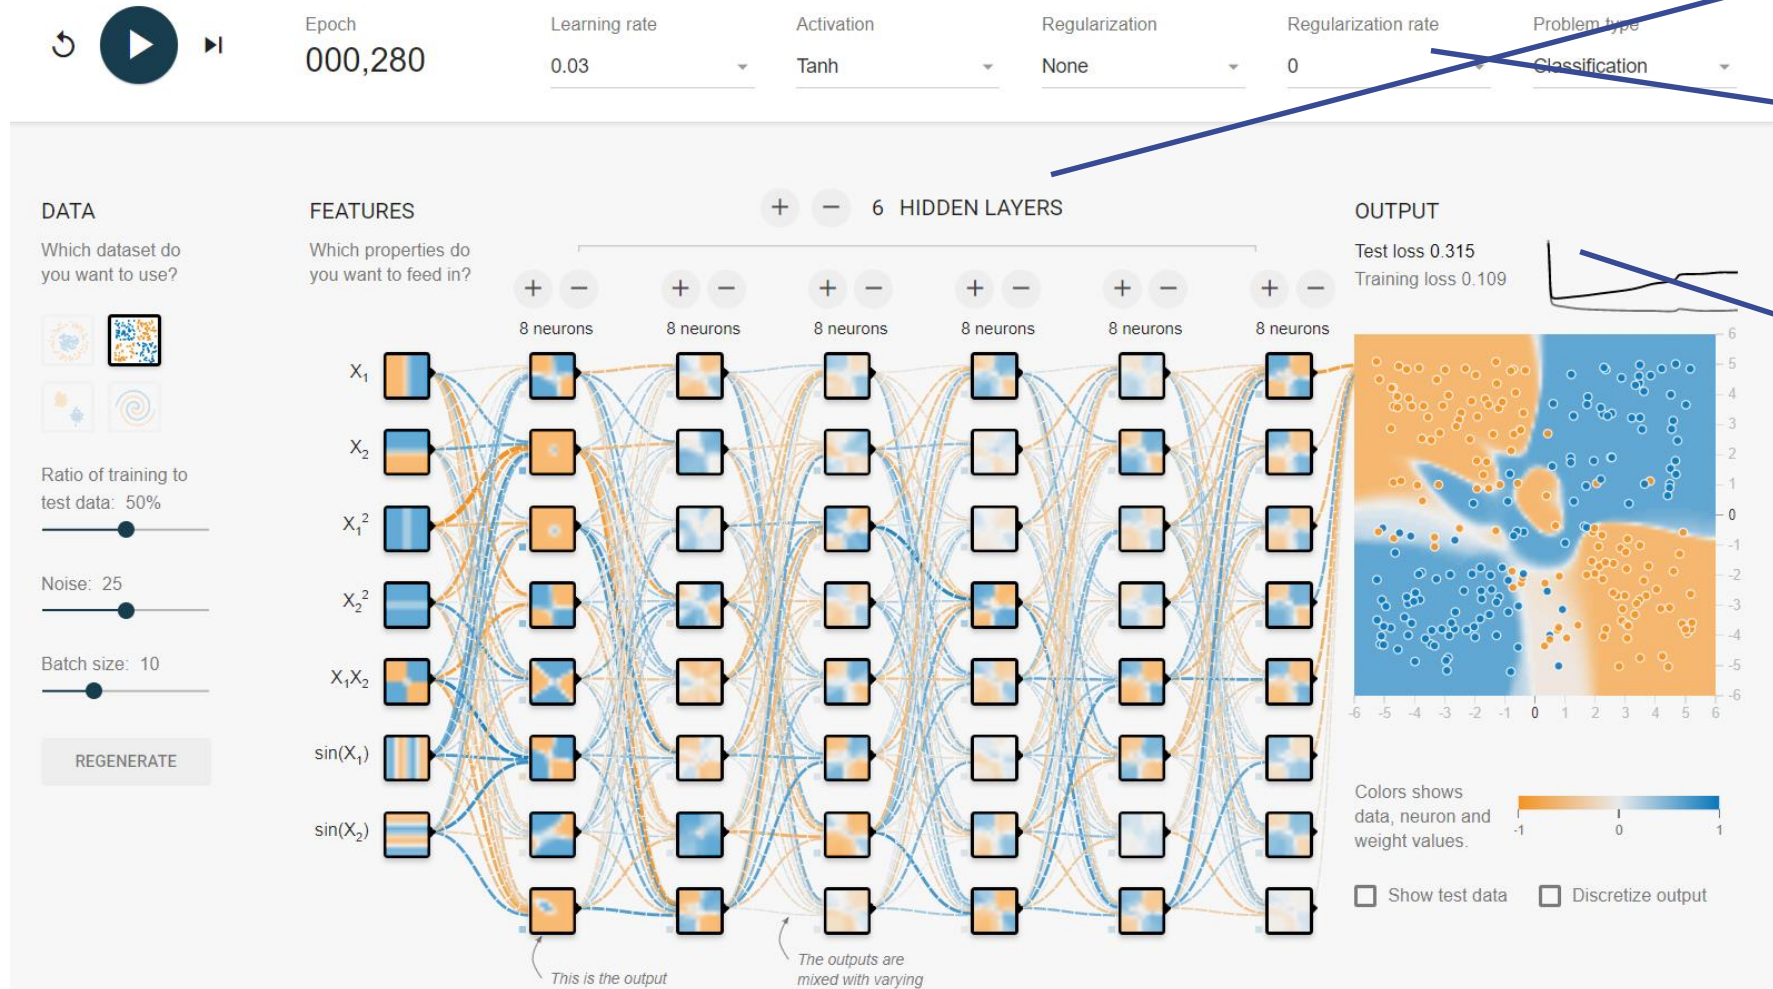 Epoch
000,280
Learning rate
0.03
Activation
Tanh
Regularization
None
Regularization rate
0
Problem type
Classification
DATA
Which dataset do
you want to use?
Ratio of training to
test data: 50%
Noise: 25
Batch size: 10
REGENERATE
FEATURES
Which properties do
you want to feed in?
X₁
X₂
X₁²
X₂²
X₁X₂
sin(X₁)
sin(X₂)
+ − 6 HIDDEN LAYERS
+ − + − + − + − + − + −
8 neurons 8 neurons 8 neurons 8 neurons 8 neurons 8 neurons
This is the output
The outputs are
mixed with varying
OUTPUT
Test loss 0.315
Training loss 0.109
6
5
4
3
2
1
0
-1
-2
-3
-4
-5
-6
-6 -5 -4 -3 -2 -1 0 1 2 3 4 5 6
Colors shows
data, neuron and
weight values.
-1 0 1
Show test data
Discretize output